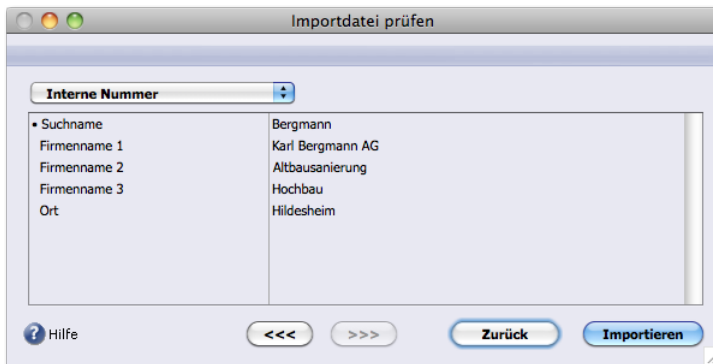 Importdatei prüfen
Interne Nummer
• Suchname Bergmann
Firmenname 1 Karl Bergmann AG
Firmenname 2 Altbausanierung
Firmenname 3 Hochbau
Ort Hildesheim
? Hilfe <<< >>> Zurück Importieren